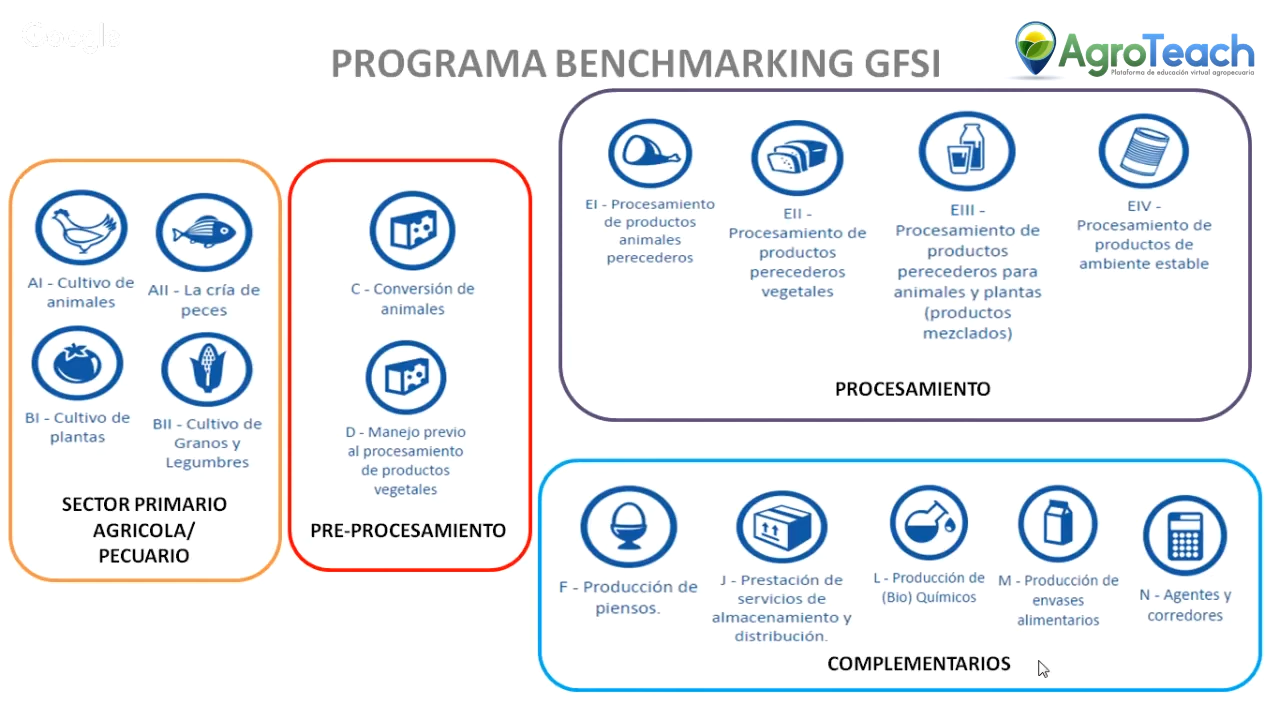 Google
PROGRAMA BENCHMARKING GFSI
AgroTeach
Plataforma de educación virtual agropecuaria
AI - Cultivo de
animales
AII - La cría de
peces
BI - Cultivo de
plantas
BII - Cultivo de
Granos y
Legumbres
SECTOR PRIMARIO
AGRICOLA/
PECUARIO
C - Conversión de
animales
D - Manejo previo
al procesamiento
de productos
vegetales
PRE-PROCESAMIENTO
EI - Procesamiento
de productos
animales
perecederos
EII -
Procesamiento de
productos
perecederos
vegetales
EIII -
Procesamiento de
productos
perecederos para
animales y plantas
(productos
mezclados)
EIV -
Procesamiento de
productos de
ambiente estable
PROCESAMIENTO
F - Producción de
piensos.
J - Prestación de
servicios de
almacenamiento y
distribución.
L - Producción de
(Bio) Químicos
M - Producción de
envases
alimentarios
N - Agentes y
corredores
COMPLEMENTARIOS